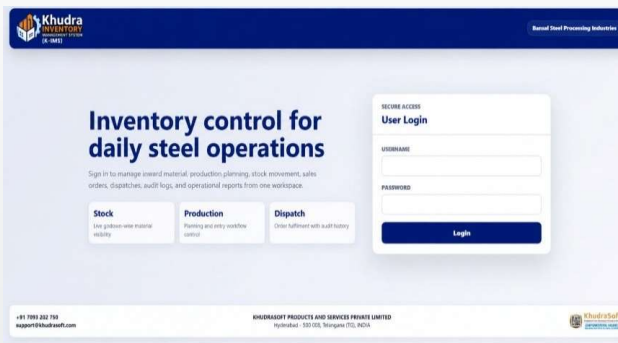 Khudra
INVENTORY
MANAGEMENT SYSTEM
(K-IMS)
Bansal Steel Processing Industries
Inventory control for
daily steel operations
Sign in to manage inward material, production planning, stock movement, sales
orders, dispatches, audit logs, and operational reports from one workspace.
Stock
Live godown-wise material
visibility
Production
Planning and entry workflow
control
Dispatch
Order fulfilment with audit history
SECURE ACCESS
User Login
USERNAME
PASSWORD
Login
+91 7093 202 750
support@khudrasoft.com
KHUDRASOFT PRODUCTS AND SERVICES PRIVATE LIMITED
Hyderabad - 500 008, Telangana (TG), INDIA
KhudraSoft